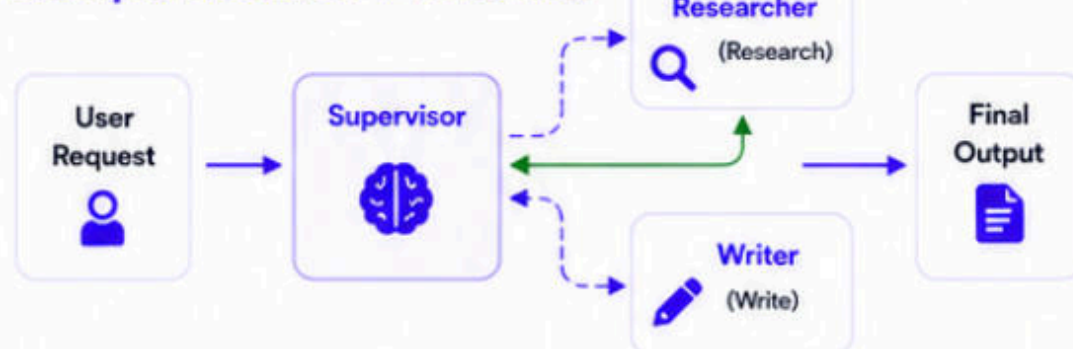 Researcher
(Research)
User
Request
Supervisor
Final
Output
Writer
(Write)